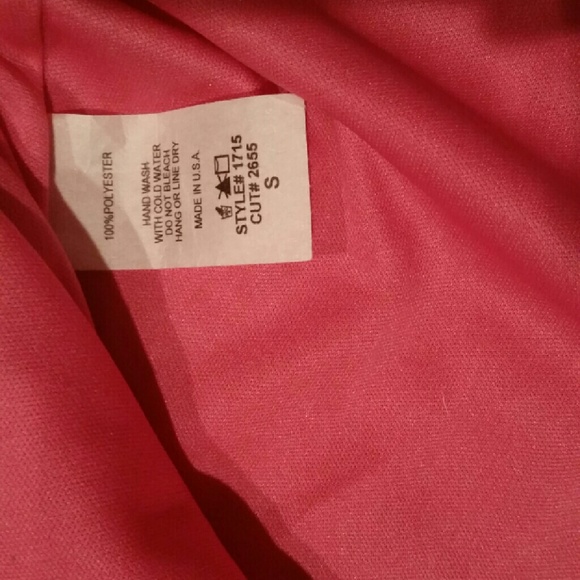 100%POLYESTER
HAND WASH
WITH COLD WATER
DO NOT BLEACH
HANG OR LINE DRY
MADE IN U.S.A.
STYLE# 1715
CUT# 2655
S